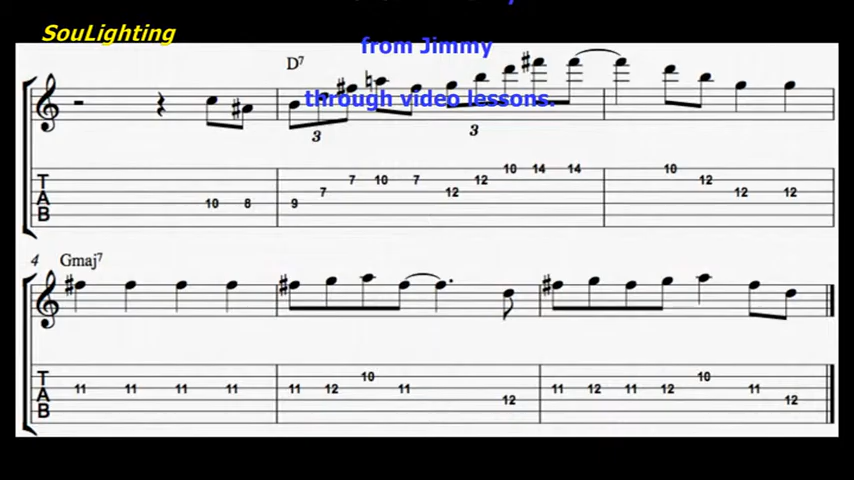 SouLighting
from Jimmy
D7
through video lessons.
3
3
10 8 9 7 7 10 7 12 12 10 14 14 10 12 12 12
T
A
B
4
Gmaj7
11 11 11 11 11 12 10 11 12 11 12 11 12 10 11 12
T
A
B